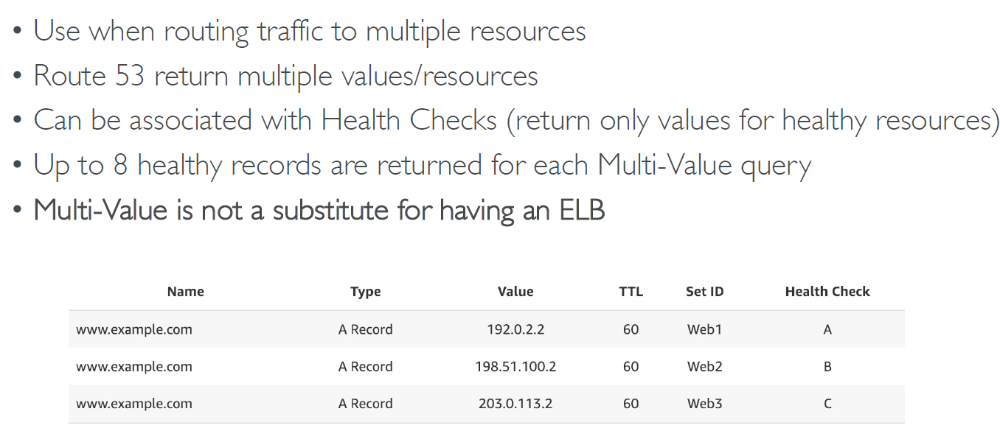 • Use when routing traffic to multiple resources
• Route 53 return multiple values/resources
• Can be associated with Health Checks (return only values for healthy resources)
• Up to 8 healthy records are returned for each Multi-Value query
• Multi-Value is not a substitute for having an ELB
Name Type Value TTL Set ID Health Check
www.example.com A Record 192.0.2.2 60 Web1 A
www.example.com A Record 198.51.100.2 60 Web2 B
www.example.com A Record 203.0.113.2 60 Web3 C